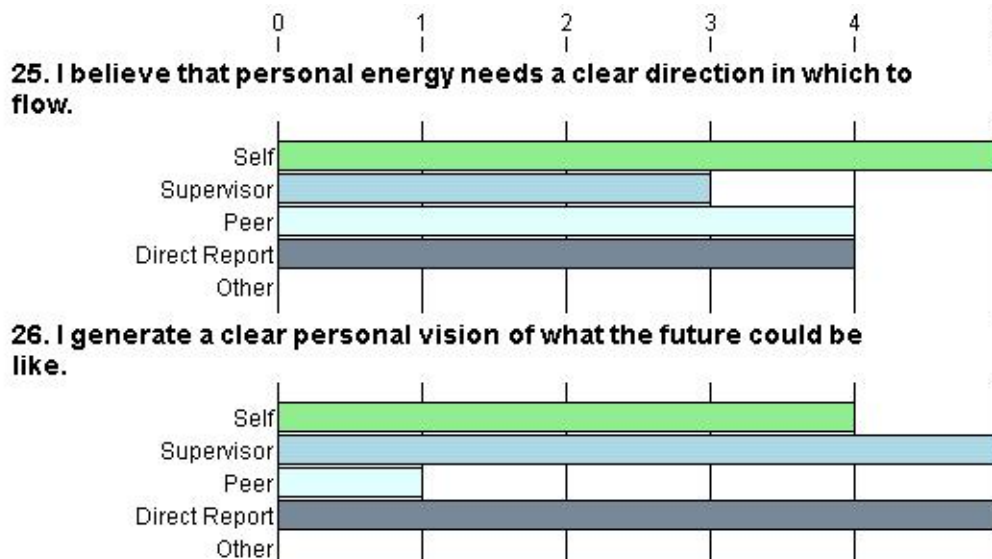 0 1 2 3 4
25. I believe that personal energy needs a clear direction in which to
flow.
Self
Supervisor
Peer
Direct Report
Other
26. I generate a clear personal vision of what the future could be
like.
Self
Supervisor
Peer
Direct Report
Other